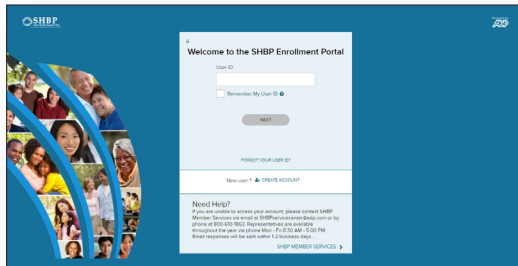 SHBP
ADP
Welcome to the SHBP Enrollment Portal
User ID
Remember My User ID
NEXT
FORGOT YOUR USER ID?
New user ? CREATE ACCOUNT
Need Help?
If you are unable to access your account, please contact SHBP
Member Services via email at SHBPservicecenter@adp.com or by
phone at 800-610-1863. Representatives are available
throughout the year via phone Mon - Fri 8:30 AM - 5:00 PM.
Email responses will be sent within 1-2 business days.
SHBP MEMBER SERVICES